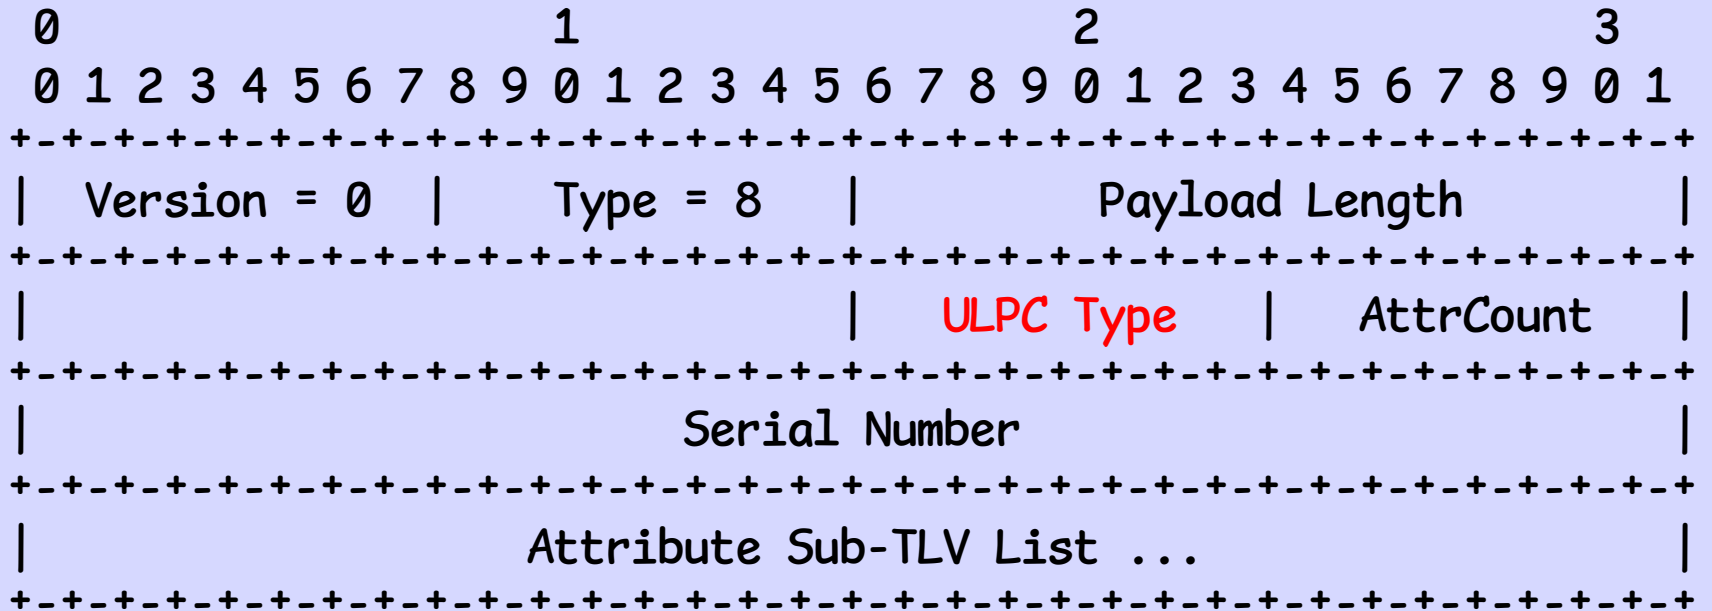 0                   1                   2                   3
0 1 2 3 4 5 6 7 8 9 0 1 2 3 4 5 6 7 8 9 0 1 2 3 4 5 6 7 8 9 0 1
+-+-+-+-+-+-+-+-+-+-+-+-+-+-+-+-+-+-+-+-+-+-+-+-+-+-+-+-+-+-+-+-+
|  Version = 0  |    Type = 8   |         Payload Length        |
+-+-+-+-+-+-+-+-+-+-+-+-+-+-+-+-+-+-+-+-+-+-+-+-+-+-+-+-+-+-+-+-+
|                               |   ULPC Type   |   AttrCount   |
+-+-+-+-+-+-+-+-+-+-+-+-+-+-+-+-+-+-+-+-+-+-+-+-+-+-+-+-+-+-+-+-+
|                         Serial Number                         |
+-+-+-+-+-+-+-+-+-+-+-+-+-+-+-+-+-+-+-+-+-+-+-+-+-+-+-+-+-+-+-+-+
|                   Attribute Sub-TLV List ...                  |
+-+-+-+-+-+-+-+-+-+-+-+-+-+-+-+-+-+-+-+-+-+-+-+-+-+-+-+-+-+-+-+-+